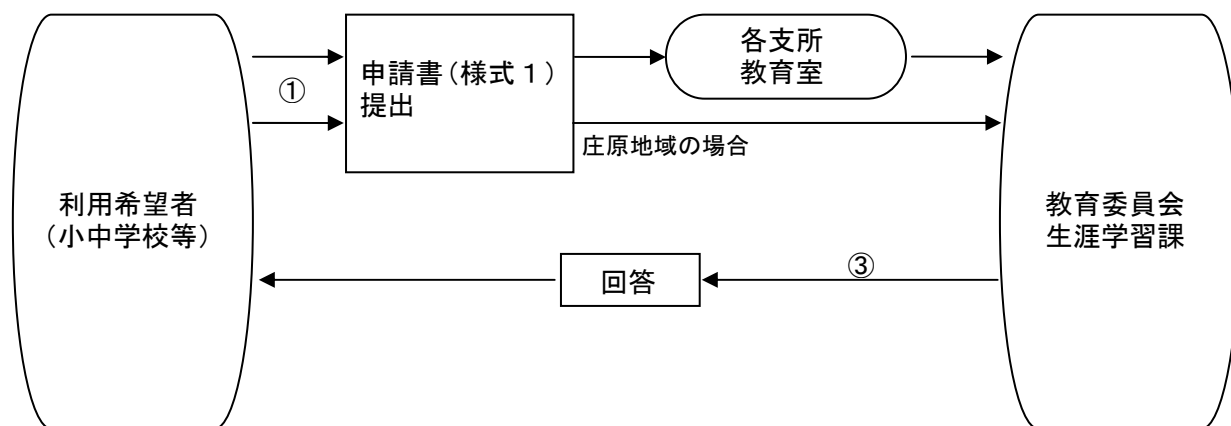 各支所
教育室
①
申請書（様式１）
提出
庄原地域の場合
利用希望者
（小中学校等）
教育委員会
生涯学習課
③
回答